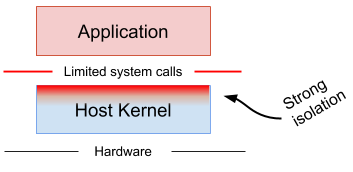 Application
Limited system calls
Host Kernel
Strong
isolation
Hardware